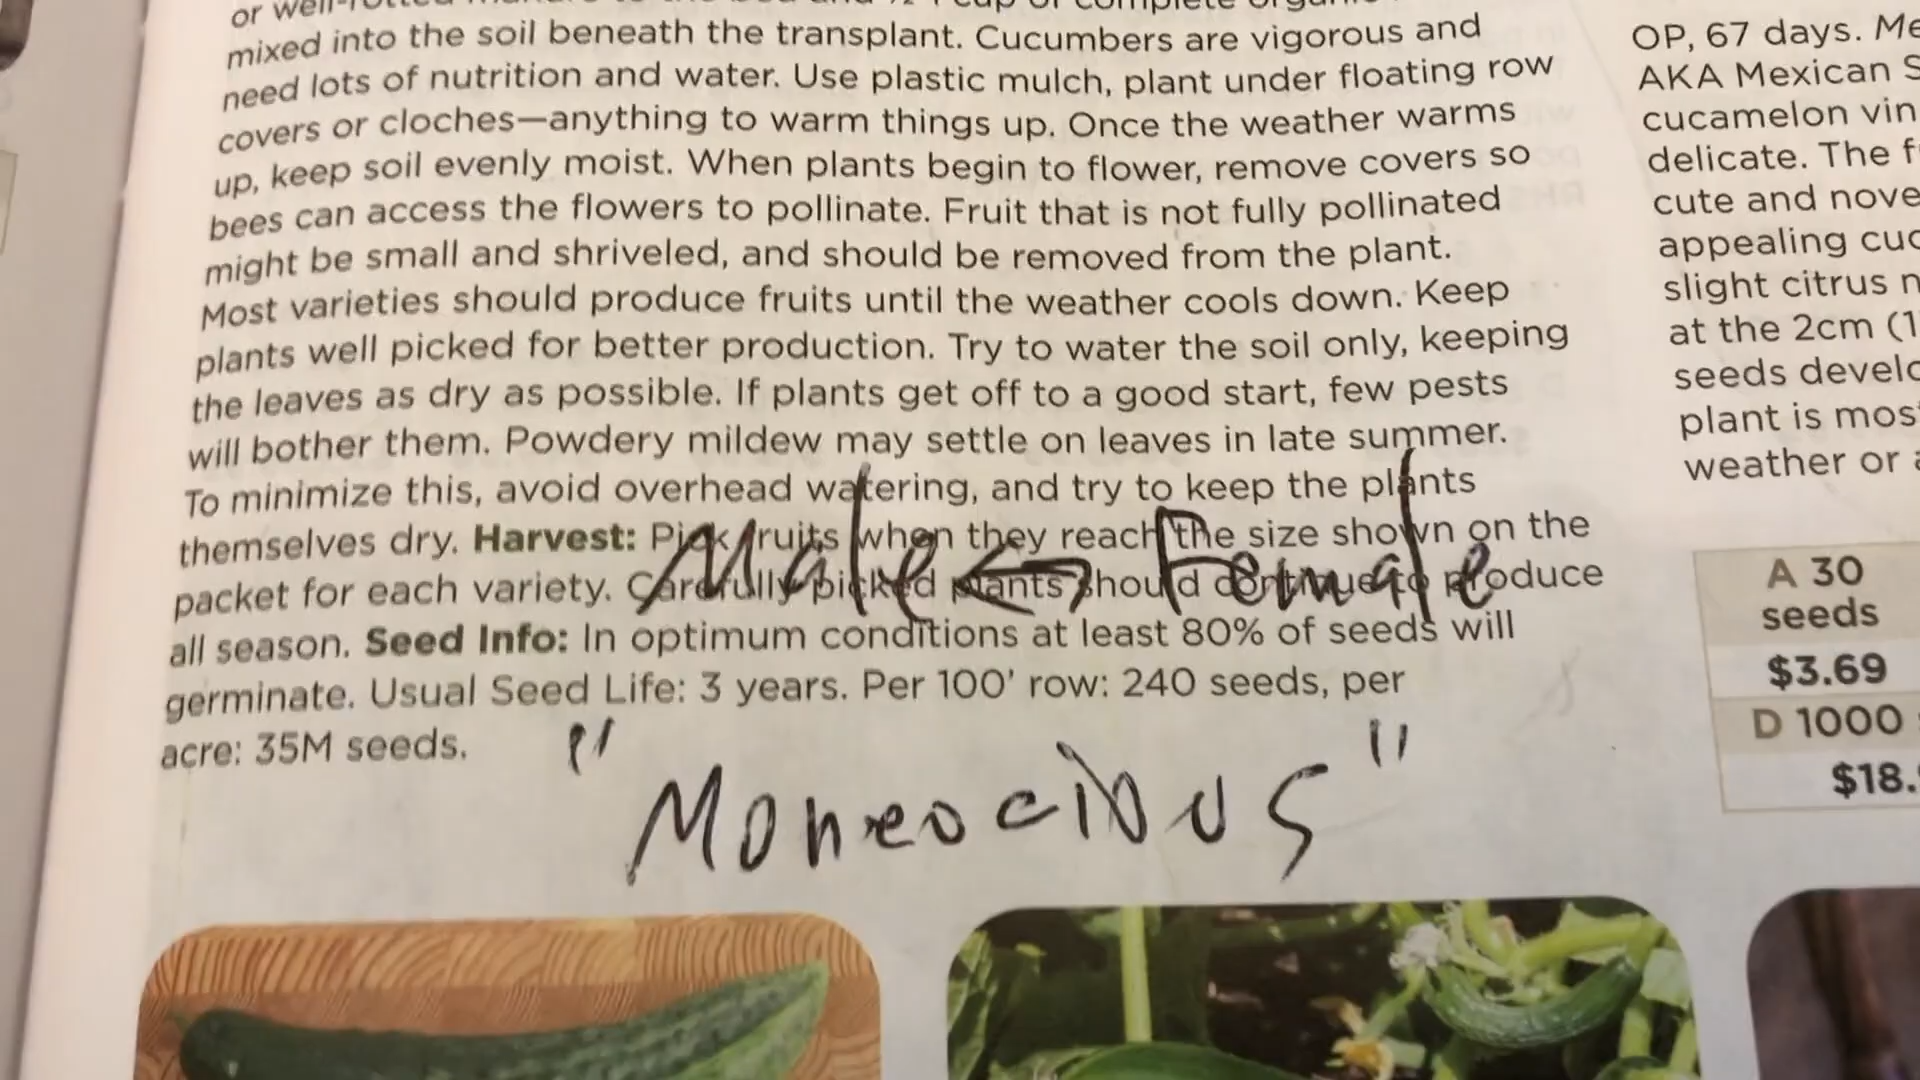 or well-rotted
mixed into the soil beneath the transplant. Cucumbers are vigorous and
need lots of nutrition and water. Use plastic mulch, plant under floating row
covers or cloches—anything to warm things up. Once the weather warms
up, keep soil evenly moist. When plants begin to flower, remove covers so
bees can access the flowers to pollinate. Fruit that is not fully pollinated
might be small and shriveled, and should be removed from the plant.
Most varieties should produce fruits until the weather cools down. Keep
plants well picked for better production. Try to water the soil only, keeping
the leaves as dry as possible. If plants get off to a good start, few pests
will bother them. Powdery mildew may settle on leaves in late summer.
To minimize this, avoid overhead watering, and try to keep the plants
themselves dry. Harvest: Pick fruits when they reach the size shown on the
packet for each variety. Carefully picked plants should continue to produce
all season. Seed Info: In optimum conditions at least 80% of seeds will
germinate. Usual Seed Life: 3 years. Per 100' row: 240 seeds, per
acre: 35M seeds.
Male ↔ Female
"Moneocious"
OP, 67 days.
AKA Mexican
cucamelon
delicate. The
cute and
appealing
slight citrus
at the 2cm
seeds
plant is
weather or
A 30
seeds
$3.69
D 1000
$18.